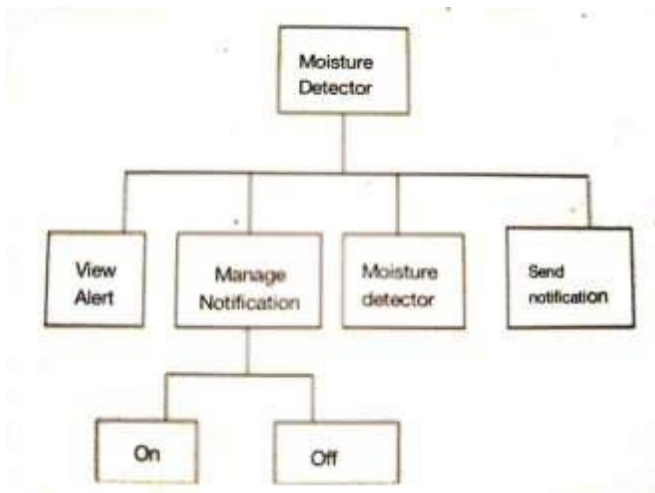 Moisture
Detector
View
Alert
Manage
Notification
Moisture
detector
Send
notification
On
Off